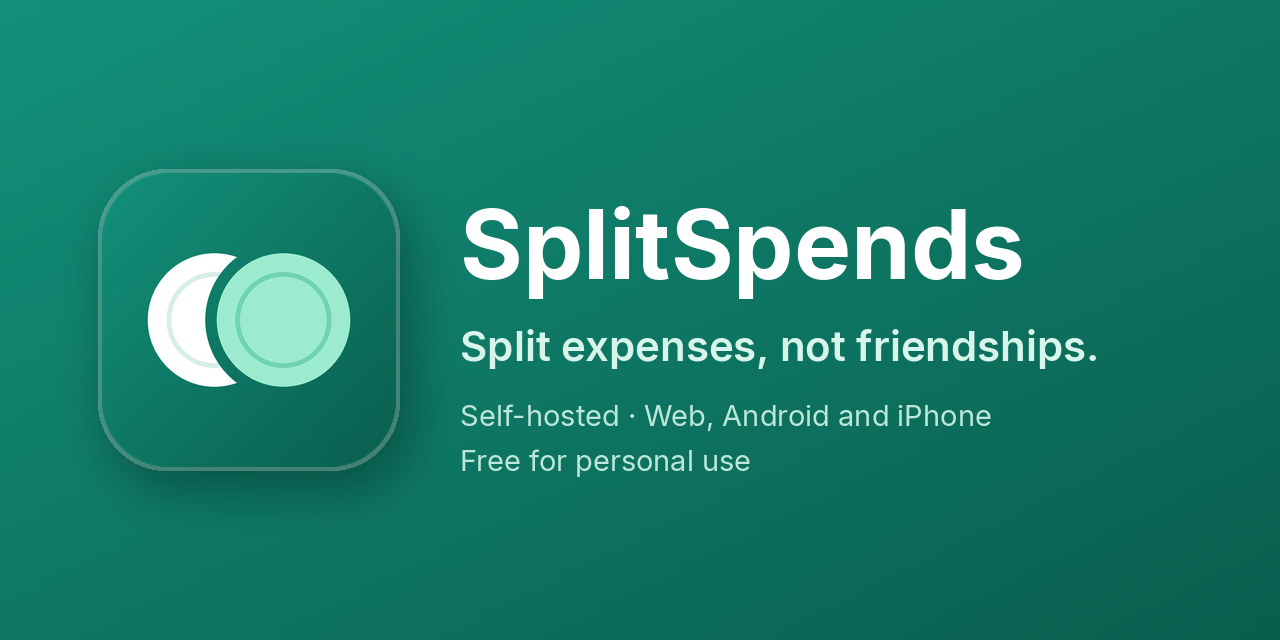 SplitSpends
Split expenses, not friendships.
Self-hosted · Web, Android and iPhone
Free for personal use